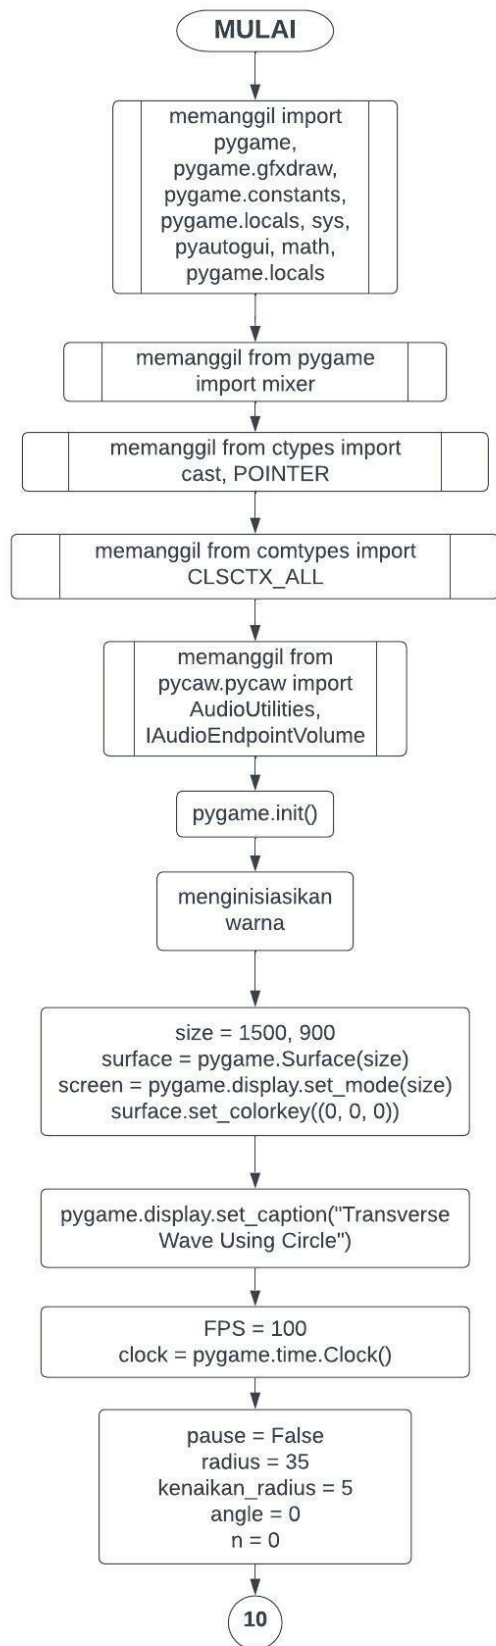 MULAI
memanggil import
pygame,
pygame.gfxdraw,
pygame.constants,
pygame.locals, sys,
pyautogui, math,
pygame.locals
memanggil from pygame
import mixer
memanggil from ctypes import
cast, POINTER
memanggil from comtypes import
CLSCTX_ALL
memanggil from
pycaw.pycaw import
AudioUtilities,
IAudioEndpointVolume
pygame.init()
menginisiasikan
warna
size = 1500, 900
surface = pygame.Surface(size)
screen = pygame.display.set_mode(size)
surface.set_colorkey((0, 0, 0))
pygame.display.set_caption("Transverse
Wave Using Circle")
FPS = 100
clock = pygame.time.Clock()
pause = False
radius = 35
kenaikan_radius = 5
angle = 0
n = 0
10